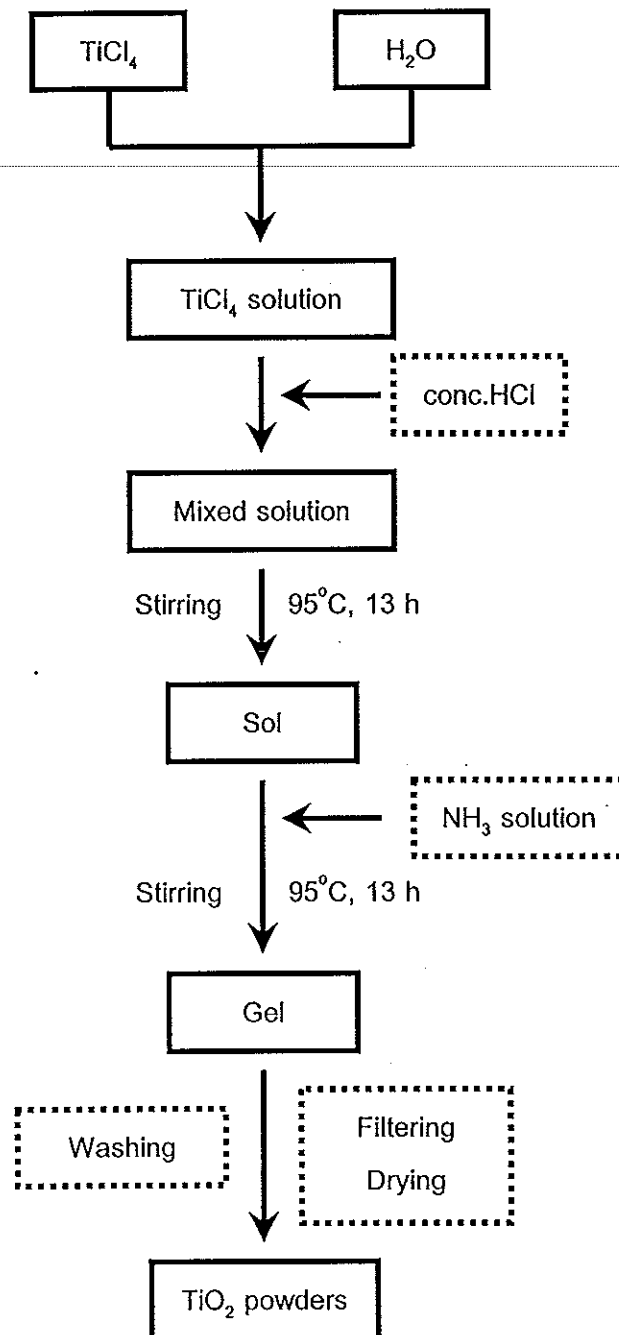 TiCl₄
H₂O
TiCl₄ solution
conc.HCl
Mixed solution
Stirring 95°C, 13 h
Sol
NH₃ solution
Stirring 95°C, 13 h
Gel
Washing
Filtering
Drying
TiO₂ powders